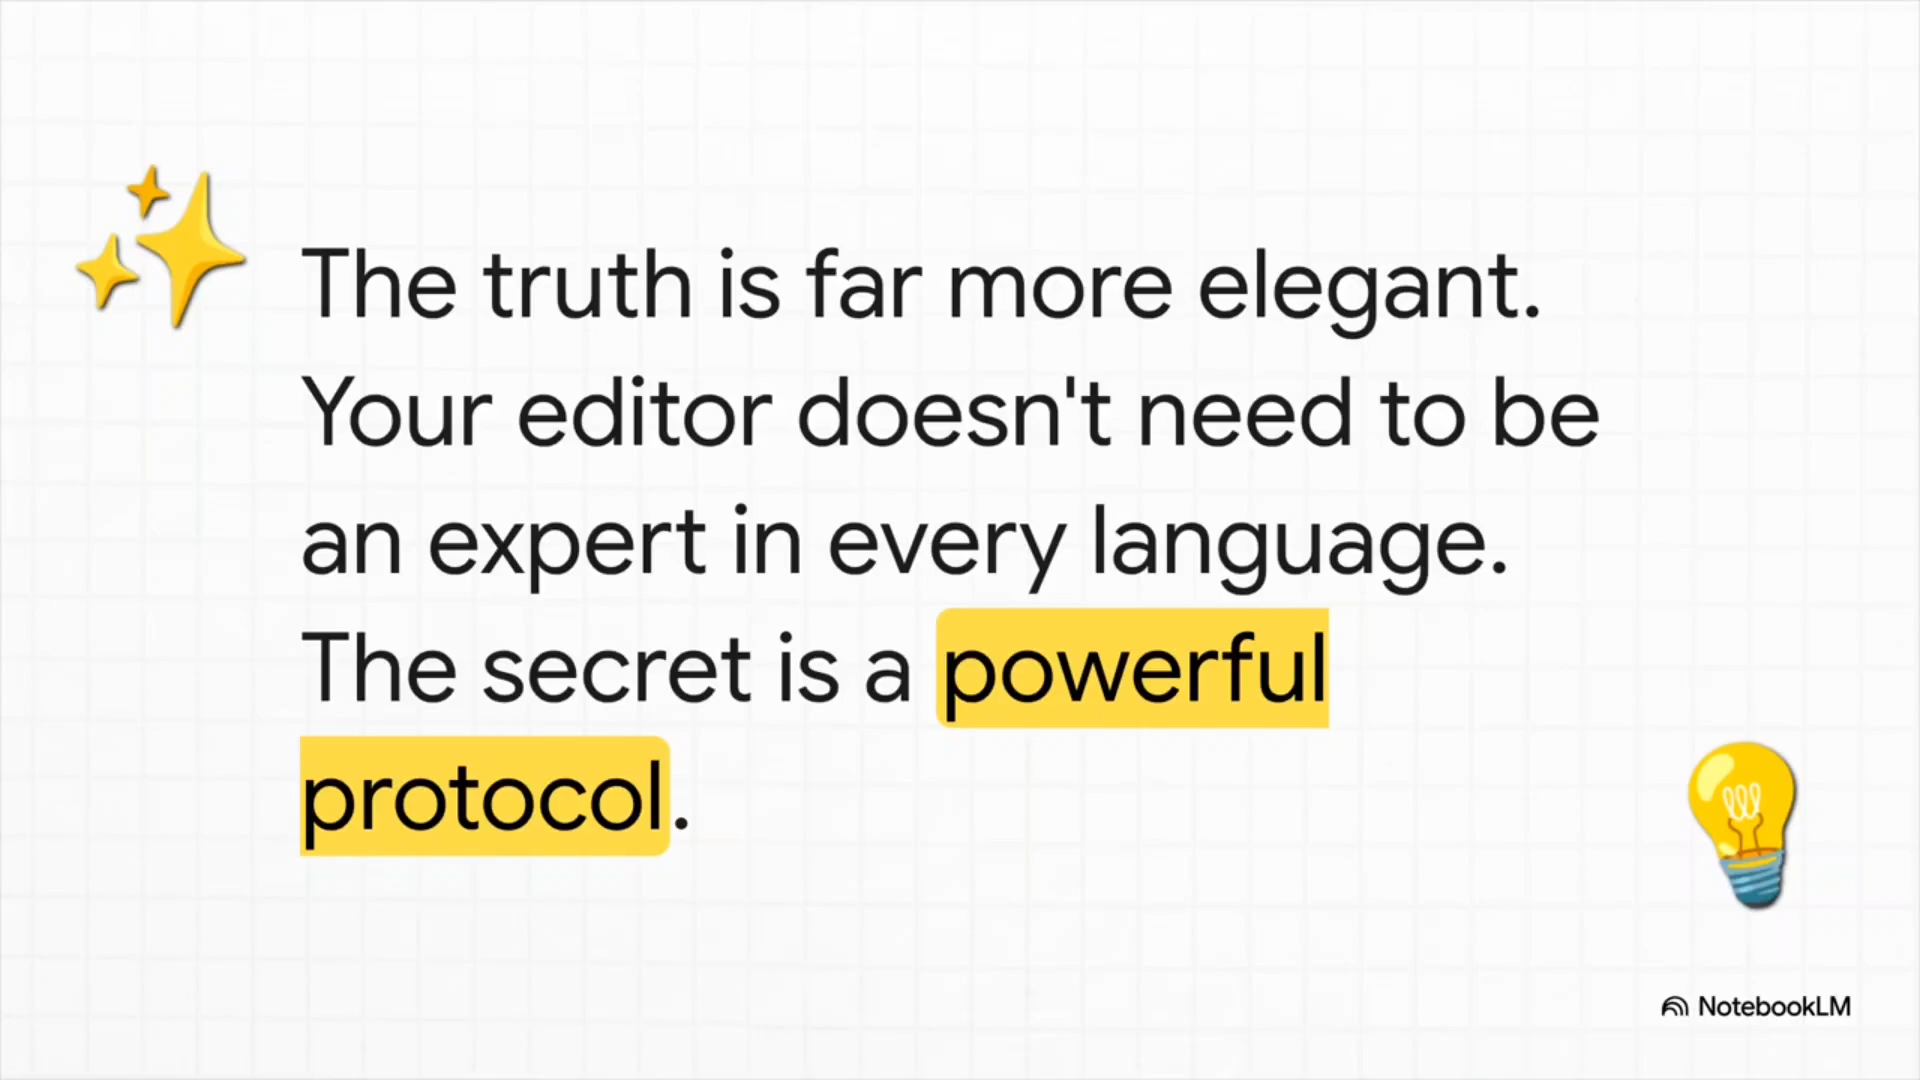 The truth is far more elegant.
Your editor doesn't need to be
an expert in every language.
The secret is a powerful
protocol.
NotebookLM